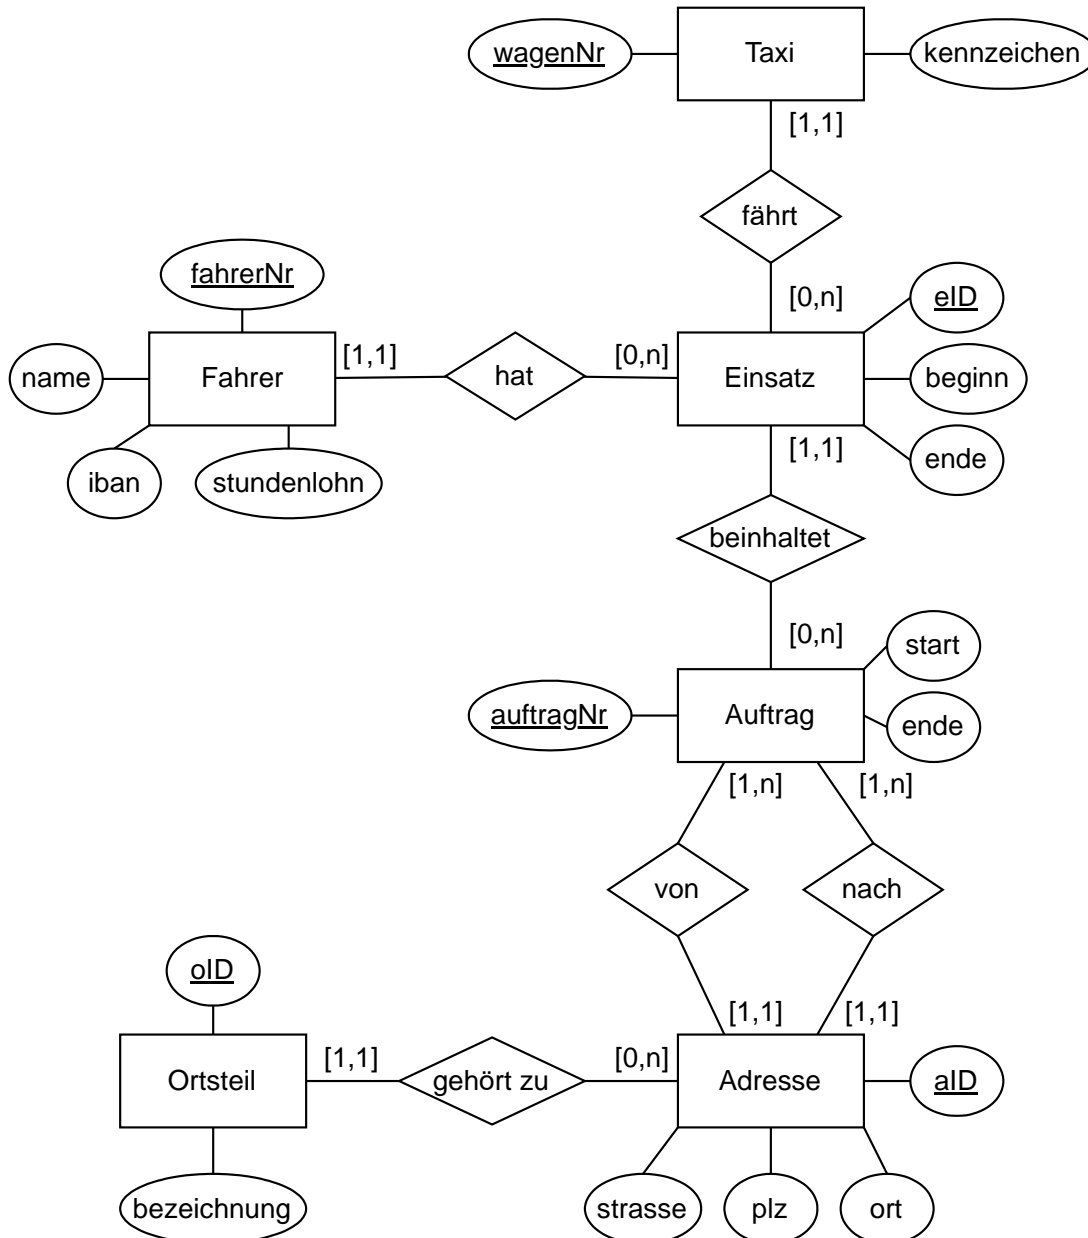 wagenNr
Taxi
kennzeichen
[1,1]
fährt
[0,n]
fahrerNr
eID
name
Fahrer
[1,1]
hat
[0,n]
Einsatz
beginn
iban
stundenlohn
[1,1]
ende
beinhaltet
[0,n]
start
auftragNr
Auftrag
ende
[1,n]
[1,n]
von
nach
oID
[1,1]
[1,1]
Ortsteil
[1,1]
gehört zu
[0,n]
Adresse
aID
bezeichnung
strasse
plz
ort